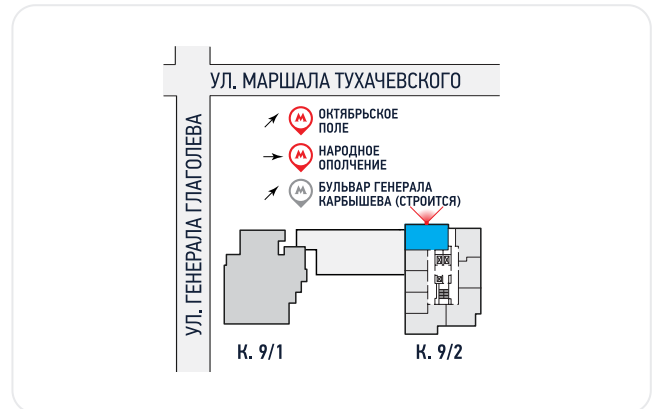 УЛ. МАРШАЛА ТУХАЧЕВСКОГО
УЛ. ГЕНЕРАЛА ГЛАГОЛЕВА
ОКТЯБРЬСКОЕ
ПОЛЕ
НАРОДНОЕ
ОПОЛЧЕНИЕ
БУЛЬВАР ГЕНЕРАЛА
КАРБЫШЕВА (СТРОИТСЯ)
К. 9/1
К. 9/2